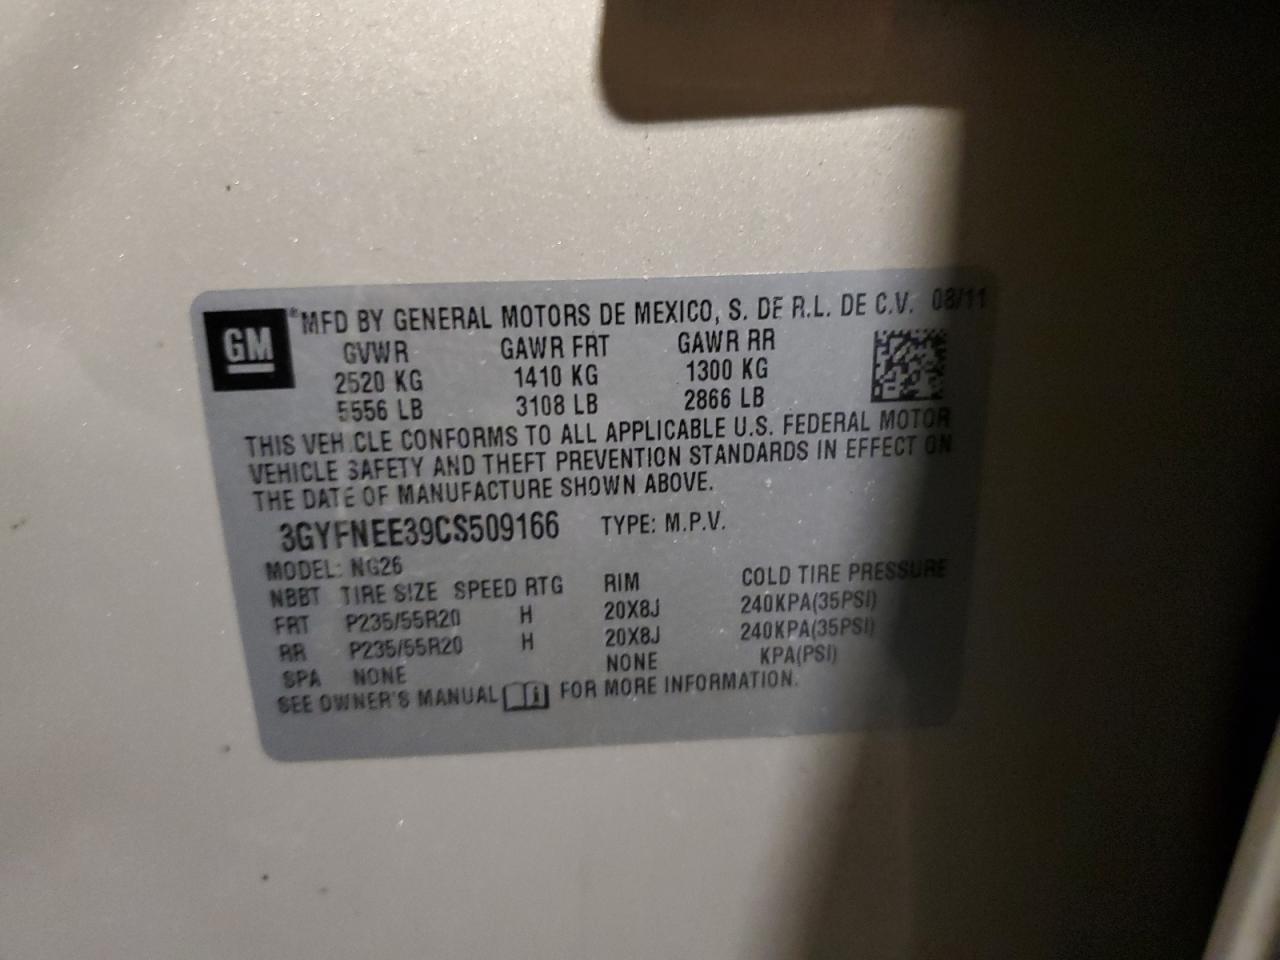 GM ® MFD BY GENERAL MOTORS DE MEXICO, S. DE R.L. DE C.V. 08/11
GVWR GAWR FRT GAWR RR
2520 KG 1410 KG 1300 KG
5556 LB 3108 LB 2866 LB
THIS VEHICLE CONFORMS TO ALL APPLICABLE U.S. FEDERAL MOTOR
VEHICLE SAFETY AND THEFT PREVENTION STANDARDS IN EFFECT ON
THE DATE OF MANUFACTURE SHOWN ABOVE.
3GYFNEE39CS509166 TYPE: M.P.V.
MODEL: NG26
NBBT TIRE SIZE SPEED RTG RIM COLD TIRE PRESSURE
FRT P235/55R20 H 20X8J 240KPA(35PSI)
RR P235/55R20 H 20X8J 240KPA(35PSI)
SPA NONE NONE KPA(PSI)
SEE OWNER'S MANUAL FOR MORE INFORMATION.